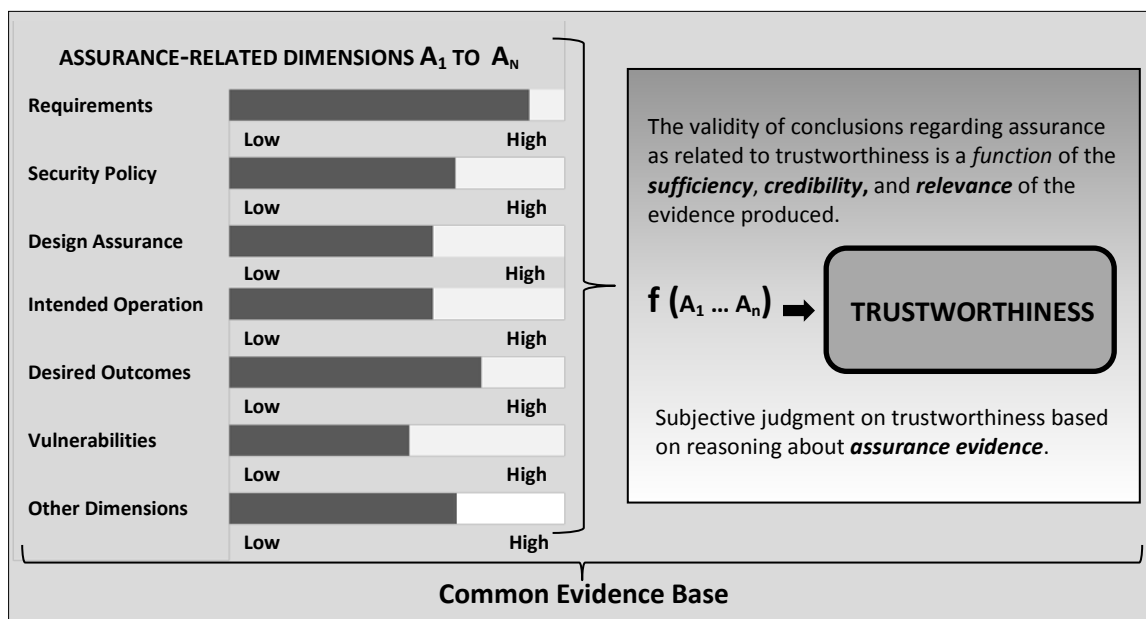 ASSURANCE-RELATED DIMENSIONS A1 TO AN
Requirements
Low High
Security Policy
Low High
Design Assurance
Low High
Intended Operation
Low High
Desired Outcomes
Low High
Vulnerabilities
Low High
Other Dimensions
Low High
The validity of conclusions regarding assurance
as related to trustworthiness is a function of the
sufficiency, credibility, and relevance of the
evidence produced.
f (A1 ... An)
TRUSTWORTHINESS
Subjective judgment on trustworthiness based
on reasoning about assurance evidence.
Common Evidence Base